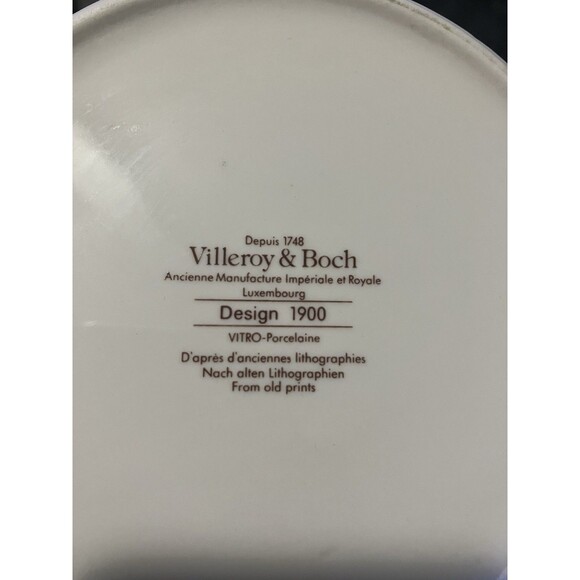 Depuis 1748
Villeroy & Boch
Ancienne Manufacture Impériale et Royale
Luxembourg
Design 1900
VITRO-Porcelaine
D'aprés d'anciennes lithographies
Nach alten Lithographien
From old prints